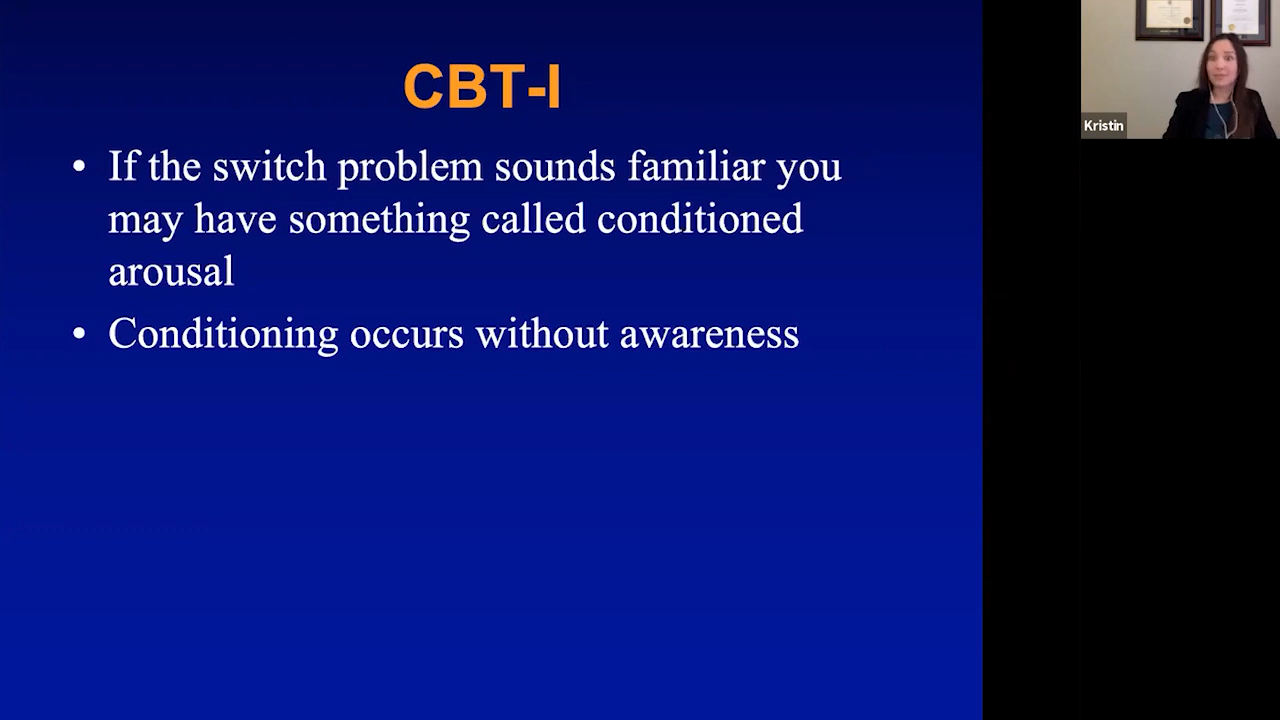 CBT-I
• If the switch problem sounds familiar you
may have something called conditioned
arousal
• Conditioning occurs without awareness
Kristin